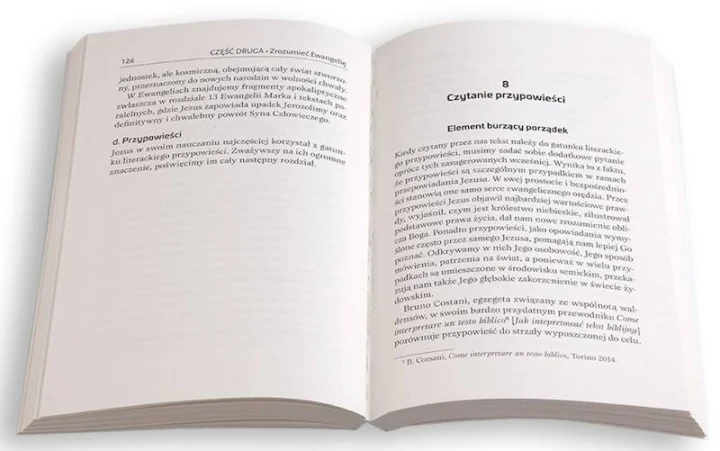 126
CZĘŚĆ DRUGA • Zrozumieć Ewangelię
jednostek, ale kosmiczną, obejmującą cały świat stworzo-
ny, przeznaczony do nowych narodzin w wolności chwały.
W Ewangeliach znajdujemy fragmenty apokaliptyczne
zwłaszcza w rozdziale 13 Ewangelii Marka i tekstach pa-
ralelnych, gdzie Jezus zapowiada upadek Jerozolimy oraz
definitywny i chwalebny powrót Syna Człowieczego.
d. Przypowieści
Jezus w swoim nauczaniu najczęściej korzystał z gatun-
ku literackiego przypowieści. Zważywszy na ich ogromne
znaczenie, poświęcimy im cały następny rozdział.
8
Czytanie przypowieści
Element burzący porządek
Kiedy czytany przez nas tekst należy do gatunku literackie-
go przypowieści, musimy zadać sobie dodatkowe pytanie
oprócz tych zasugerowanych wcześniej. Wynika to z faktu,
że przypowieści są szczególnym przypadkiem w ramach
przepowiadania Jezusa. W swej prostocie i bezpośrednio-
ści stanowią one samo serce ewangelicznego orędzia. Przez
przypowieści Jezus objawił najbardziej wartościowe praw-
dy, wyjaśnił, czym jest królestwo niebieskie, zilustrował
podstawowe prawa życia, dał nam nowe zrozumienie obli-
cza Boga. Ponadto przypowieści, jako opowiadania wymy-
ślone często przez samego Jezusa, pomagają nam lepiej Go
poznać. Odkrywamy w nich Jego osobowość, Jego sposób
mówienia, patrzenia na świat, a ponieważ w wielu przy-
padkach są umieszczone w środowisku semickim, przeka-
zują nam także Jego głębokie zakorzenienie w świecie ży-
dowskim.
Bruno Costani, egzegeta związany ze wspólnotą wal-
densów, w swoim bardzo przydatnym przewodniku Come
interpretare un testo biblico⁹ [Jak intepretować tekst biblijny]
porównuje przypowieść do strzały wypuszczonej do celu.
⁹ B. Corsani, Come interpretare un testo biblico, Torino 2014.